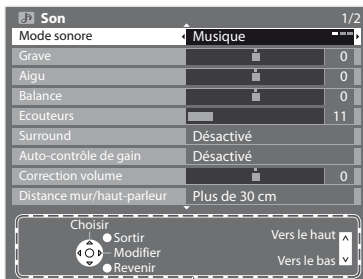 Son 1/2
Mode sonore Musique
Grave 0
Aigu 0
Balance 0
Ecouteurs 11
Surround Désactivé
Auto-contrôle de gain Désactivé
Correction volume 0
Distance mur/haut-parleur Plus de 30 cm
Choisir
Sortir
Modifier
Revenir
Vers le haut
Vers le bas